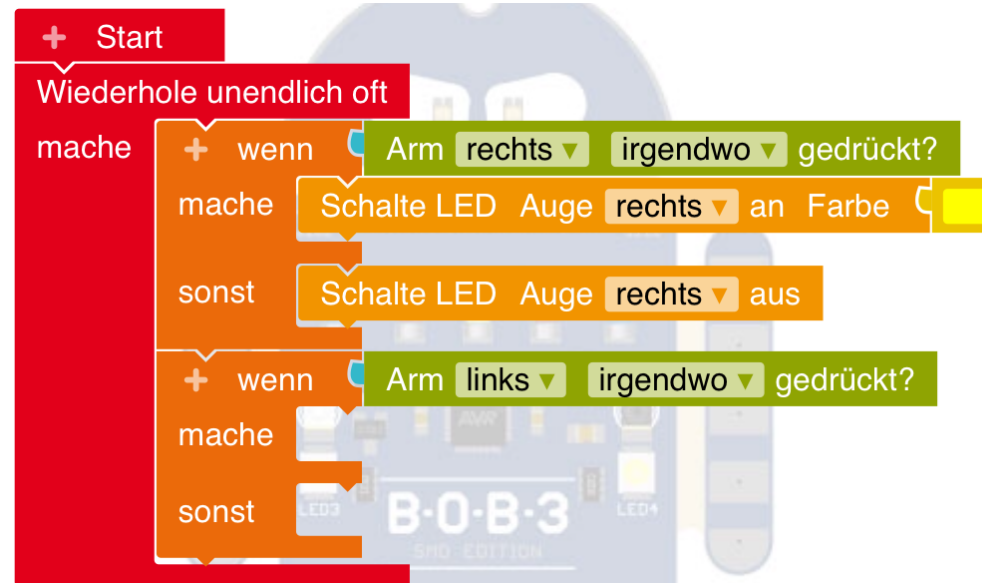 + Start
Wiederhole unendlich oft
mache + wenn Arm rechts ▾ irgendwo ▾ gedrückt?
mache Schalte LED Auge rechts ▾ an Farbe
sonst Schalte LED Auge rechts ▾ aus
+ wenn Arm links ▾ irgendwo ▾ gedrückt?
AVR
mache
LED3 LED4
sonst
B·O·B·3
SMD EDITION